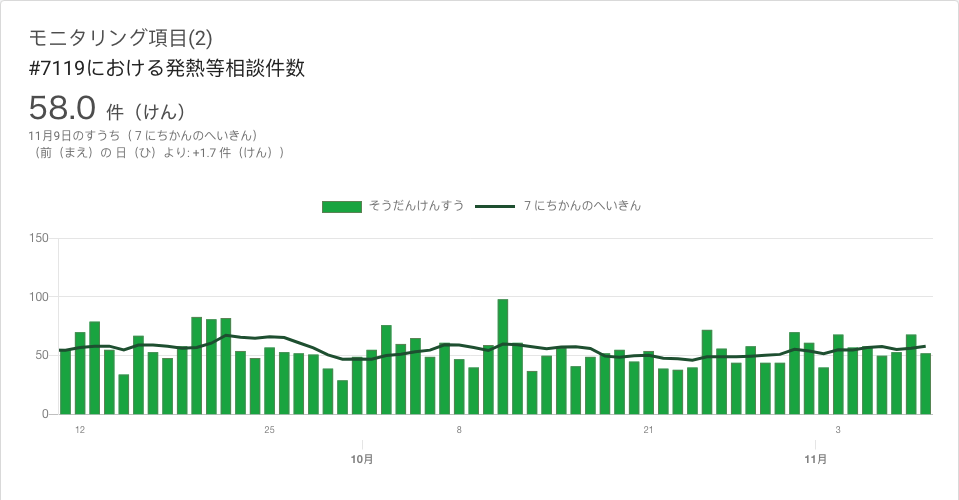 モニタリング項目(2)
#7119における発熱等相談件数
58.0 件（けん）
11月9日のすうち（７にちかんのへいきん）
（前（まえ）の 日（ひ）より: +1.7 件（けん））
そうだんけんすう ７にちかんのへいきん
150
100
50
0
12 25 8 21 3
10月 11月